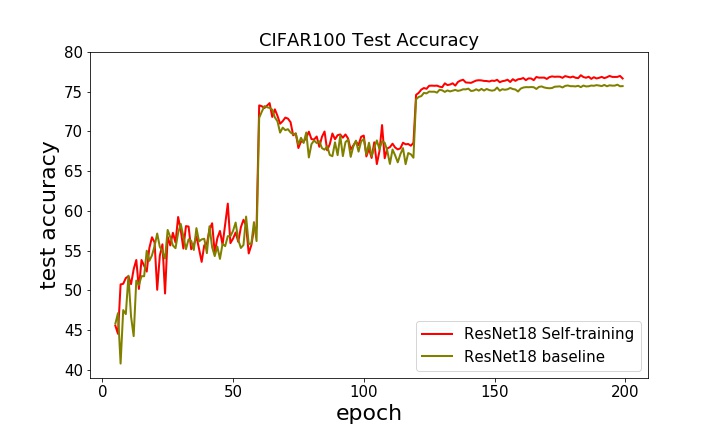 CIFAR100 Test Accuracy
80
75
70
65
60
55
50
45
40
test accuracy
ResNet18 Self-training
ResNet18 baseline
0 50 100 150 200
epoch